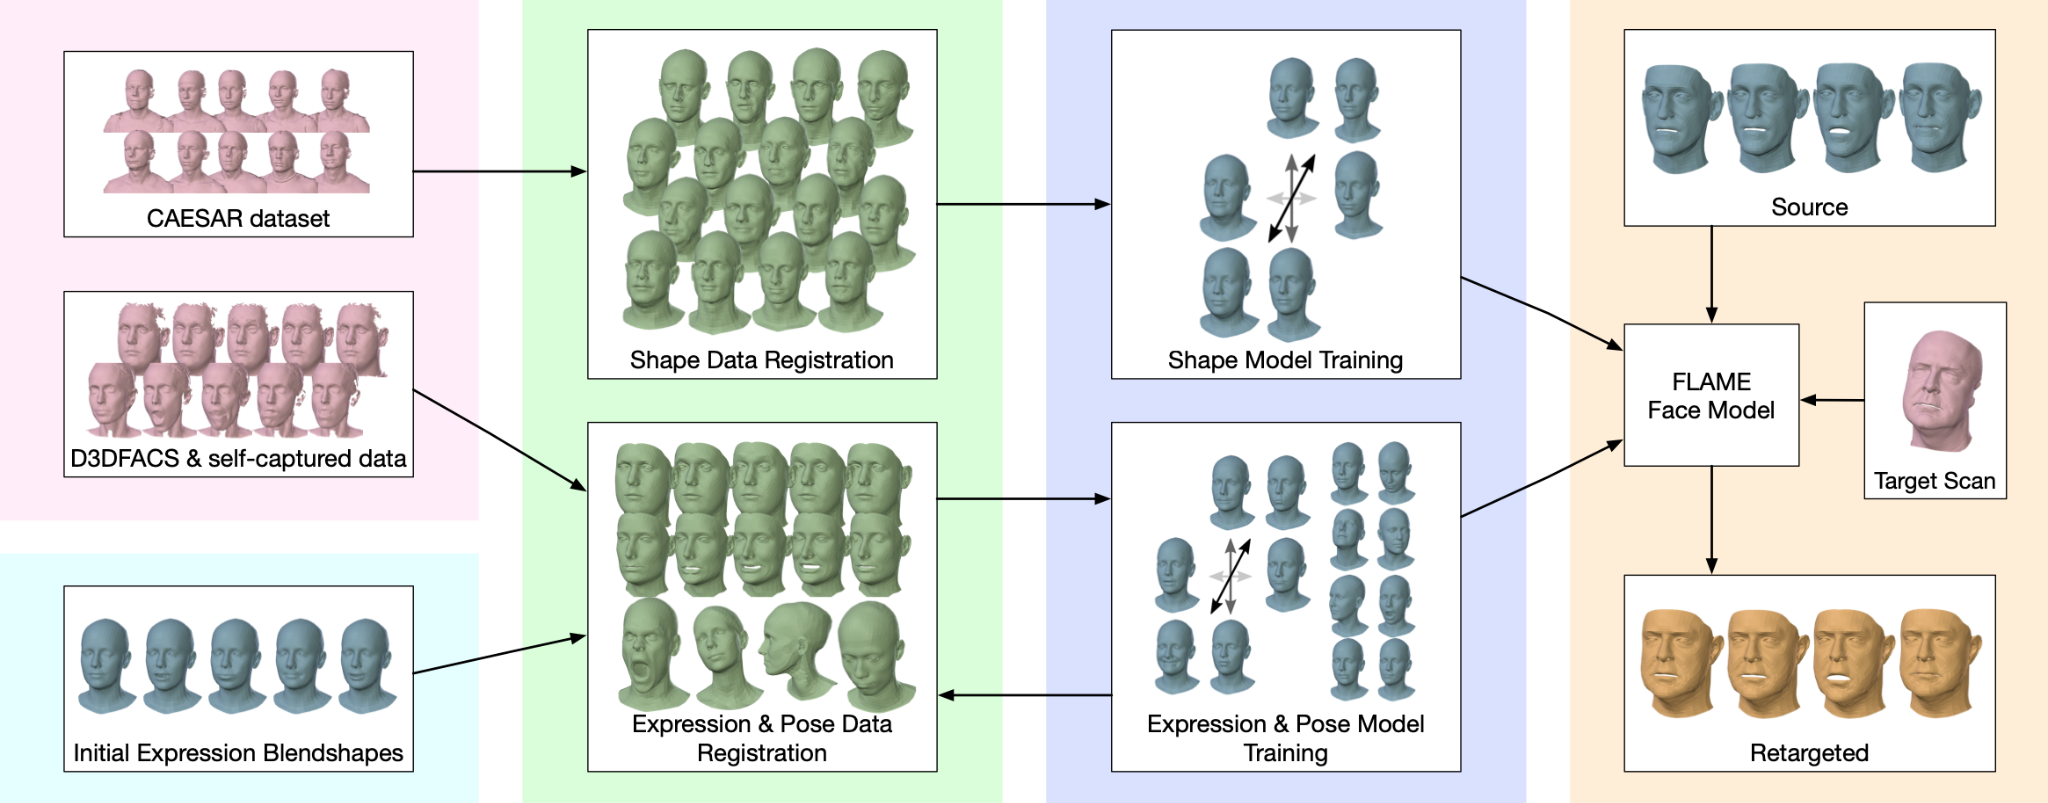 CAESAR dataset
D3DFACS & self-captured data
Initial Expression Blendshapes
Shape Data Registration
Expression & Pose Data
Registration
Shape Model Training
Expression & Pose Model
Training
Source
FLAME
Face Model
Target Scan
Retargeted